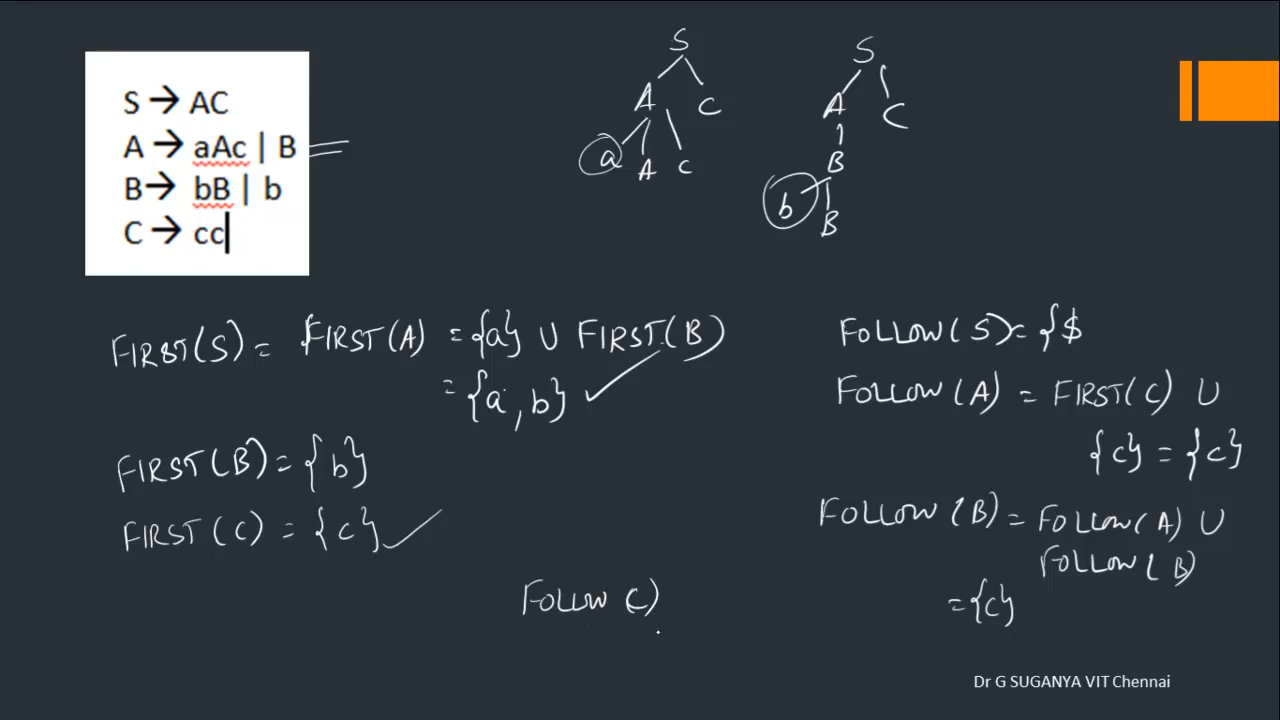 S → AC
A → aAc | B
B→ bB | b
C → cc
S
A C
a A c
S
A C
B
b B
FIRST(S) = FIRST(A) = {a} U FIRST(B)
= {a, b}
FIRST(B) = {b}
FIRST(C) = {c}
FOLLOW(S) = {$
FOLLOW(A) = FIRST(C) U
{c} = {c}
FOLLOW(B) = FOLLOW(A) U
FOLLOW(B)
= {c}
FOLLOW C)
Dr G SUGANYA VIT Chennai